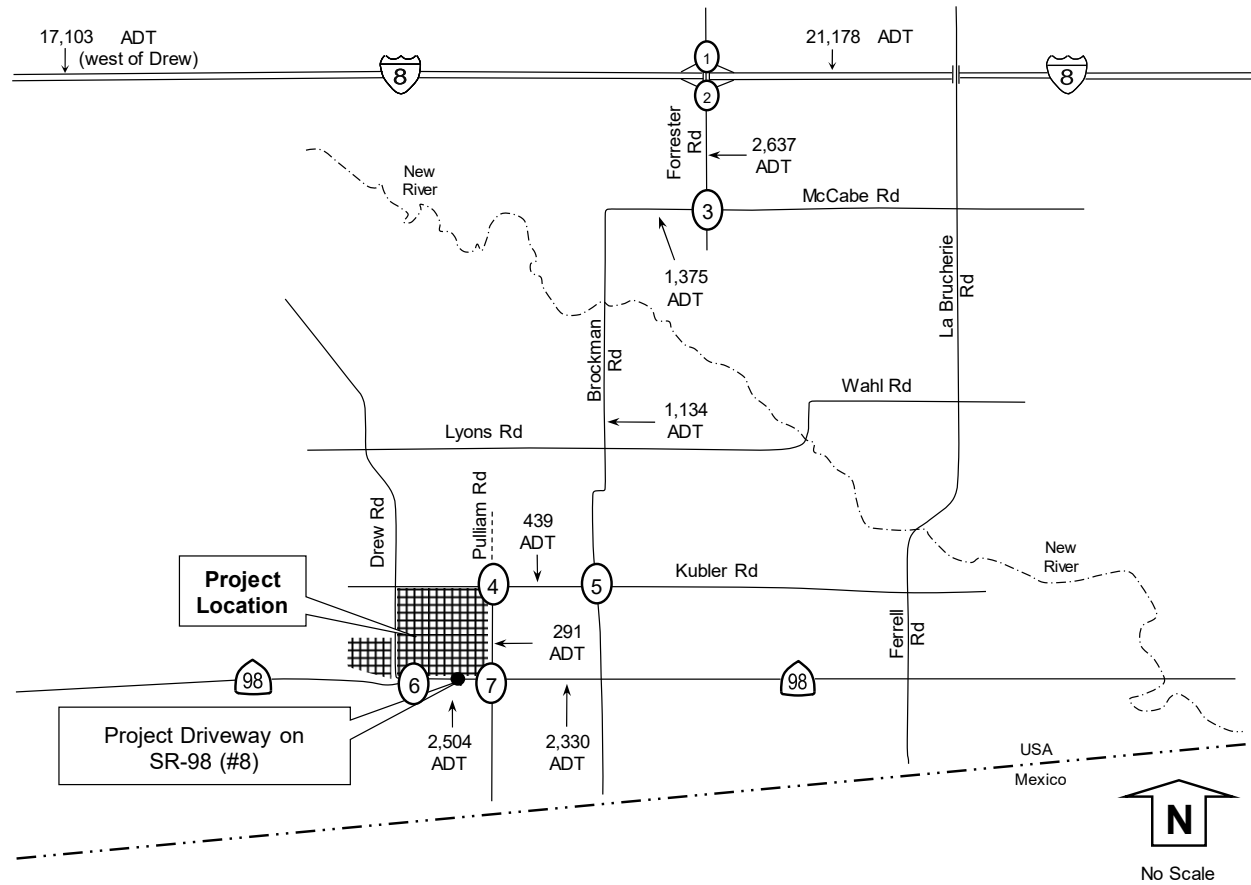 17,103 ADT
(west of Drew)
21,178 ADT
8
8
1
2
Forrester
Rd
2,637
ADT
New
River
3
McCabe Rd
1,375
ADT
La Brucherie
Rd
Brockman
Rd
Wahl Rd
1,134
ADT
Lyons Rd
Pulliam Rd
Drew Rd
439
ADT
Project
Location
4
5
Kubler Rd
New
River
291
ADT
Ferrell
Rd
98
6
7
98
Project Driveway on
SR-98 (#8)
2,504
ADT
2,330
ADT
USA
Mexico
N
No Scale